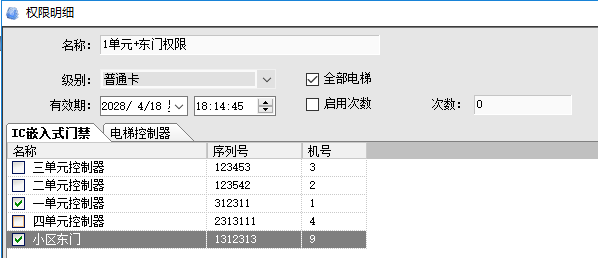 权限明细
名称: 1单元+东门权限
级别: 普通卡 全部电梯
有效期: 2028/ 4/18 18:14:45 启用次数 次数: 0
IC嵌入式门禁 电梯控制器
名称 序列号 机号
三单元控制器 123453 3
二单元控制器 123542 2
一单元控制器 312311 1
四单元控制器 2313111 4
小区东门 1312313 9